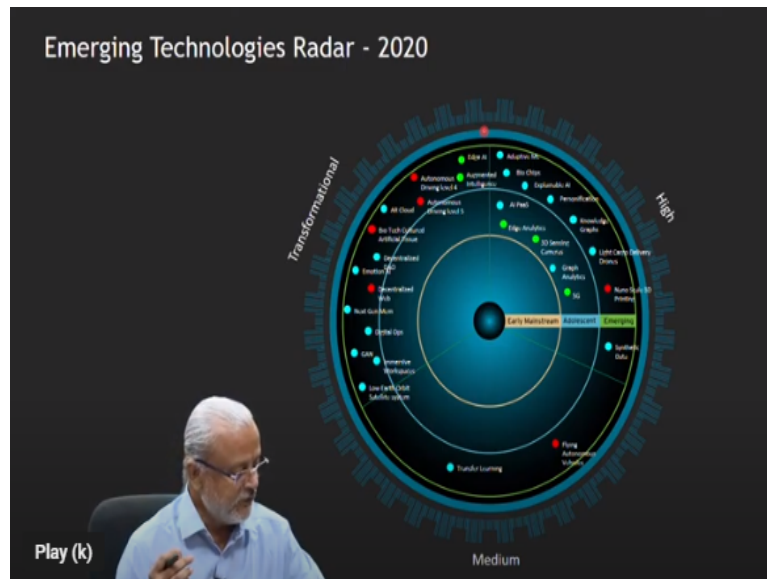 Emerging Technologies Radar - 2020
Transformational
High
Medium
Edge AI
Augmented
Intelligence
Autonomous
Driving Level 4
Autonomous
Driving Level 5
AR Cloud
Bio Tech Cultured
Artificial Tissue
Decentralized
Emotion AI
Decentralized
Web
Next Gen Mem
Digital Ops
GAN
Immersive
Workspaces
Low Earth Orbit
Satellite system
Adaptive ML
Bio Chips
Explainable AI
Personification
AI PaaS
Knowledge
Graphs
Edge Analytics
3D Sensing
Cameras
Light Cargo Delivery
Drones
Graph
Analytics
5G
Nano Scale 3D
Printing
Early Mainstream
Adolescent
Emerging
Synthetic
Data
Flying
Autonomous
Vehicles
Transfer Learning
Play (k)